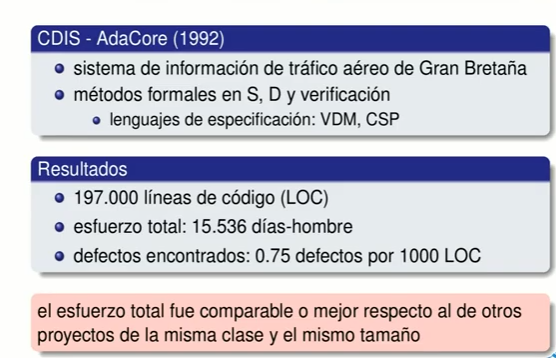 CDIS - AdaCore (1992)
sistema de información de tráfico aéreo de Gran Bretaña
métodos formales en S, D y verificación
lenguajes de especificación: VDM, CSP
Resultados
197.000 líneas de código (LOC)
esfuerzo total: 15.536 días-hombre
defectos encontrados: 0.75 defectos por 1000 LOC
el esfuerzo total fue comparable o mejor respecto al de otros
proyectos de la misma clase y el mismo tamaño